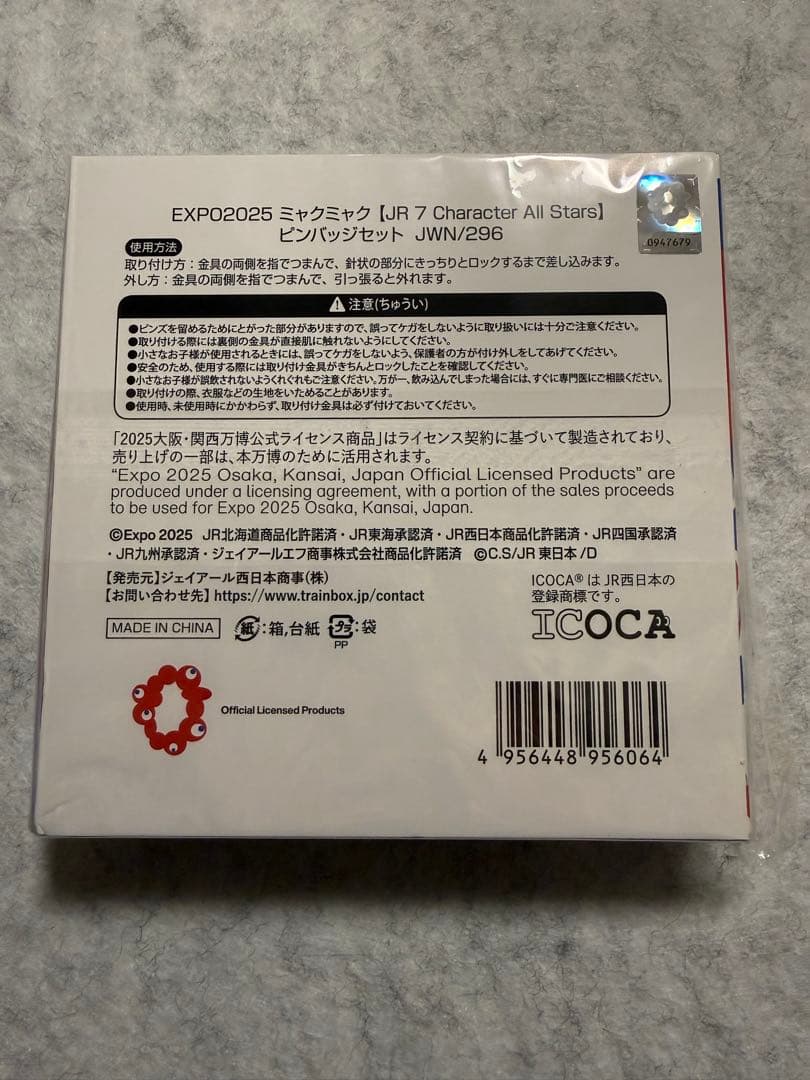 EXPO2025 ミャクミャク【JR 7 Character All Stars】
ピンバッジセット JWN/296
0947679
使用方法
取り付け方：金具の両側を指でつまんで、針状の部分にきっちりとロックするまで差し込みます。
外し方：金具の両側を指でつまんで、引っ張ると外れます。
注意(ちゅうい)
●ピンズを留めるためにとがった部分がありますので、誤ってケガをしないように取り扱いには十分ご注意ください。
●取り付ける際には裏側の金具が直接肌に触れないようにしてください。
●小さなお子様が使用されるときには、誤ってケガをしないよう、保護者の方が付け外しをしてあげてください。
●安全のため、使用する際には取り付け金具がきちんとロックしたことを確認してください。
●小さなお子様が誤飲されないようくれぐれもご注意ください。万が一、飲み込んでしまった場合には、すぐに専門医にご相談ください。
●取り付けの際、衣服などの生地をいためることがあります。
●使用時、未使用時にかかわらず、取り付け金具は必ず付けておいてください。
「2025大阪・関西万博公式ライセンス商品」はライセンス契約に基づいて製造されており、
売り上げの一部は、本万博のために活用されます。
“Expo 2025 Osaka, Kansai, Japan Official Licensed Products” are
produced under a licensing agreement, with a portion of the sales proceeds
to be used for Expo 2025 Osaka, Kansai, Japan.
©Expo 2025 JR北海道商品化許諾済・JR東海承認済・JR西日本商品化許諾済・JR四国承認済
・JR九州承認済・ジェイアールエフ商事株式会社商品化許諾済 ©C.S/JR東日本/D
【発売元】ジェイアール西日本商事(株)
【お問い合わせ先】https://www.trainbox.jp/contact
ICOCA®はJR西日本の
登録商標です。
ICOCA
MADE IN CHINA
紙：箱,台紙
プラ：袋
PP
Official Licensed Products
4 956448 956064